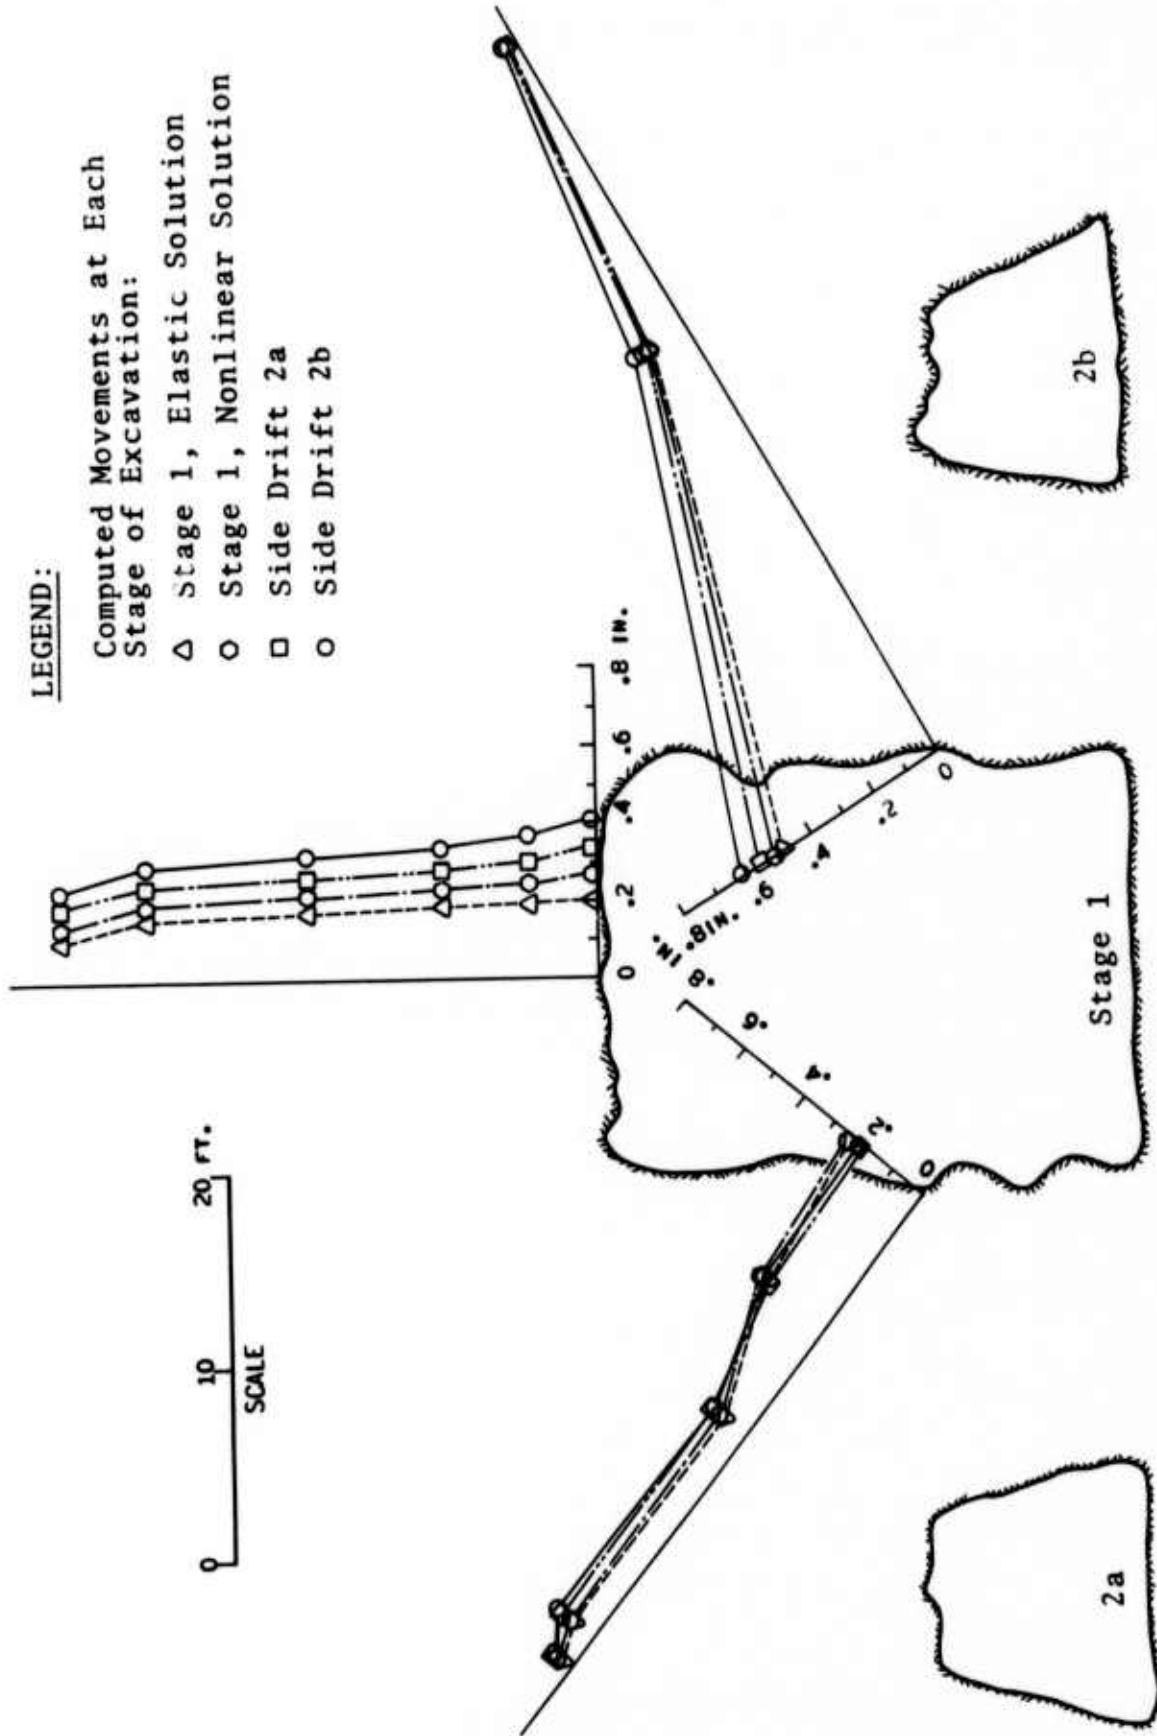 LEGEND:
Computed Movements at Each
Stage of Excavation:
Stage 1, Elastic Solution
Stage 1, Nonlinear Solution
Side Drift 2a
Side Drift 2b
0 10 20 FT.
SCALE
0 .2 .4 .6 .8 IN.
0 .2 .4 .6 .8 IN.
0 .2 .4 .6 .8 IN.
Stage 1
2a
2b